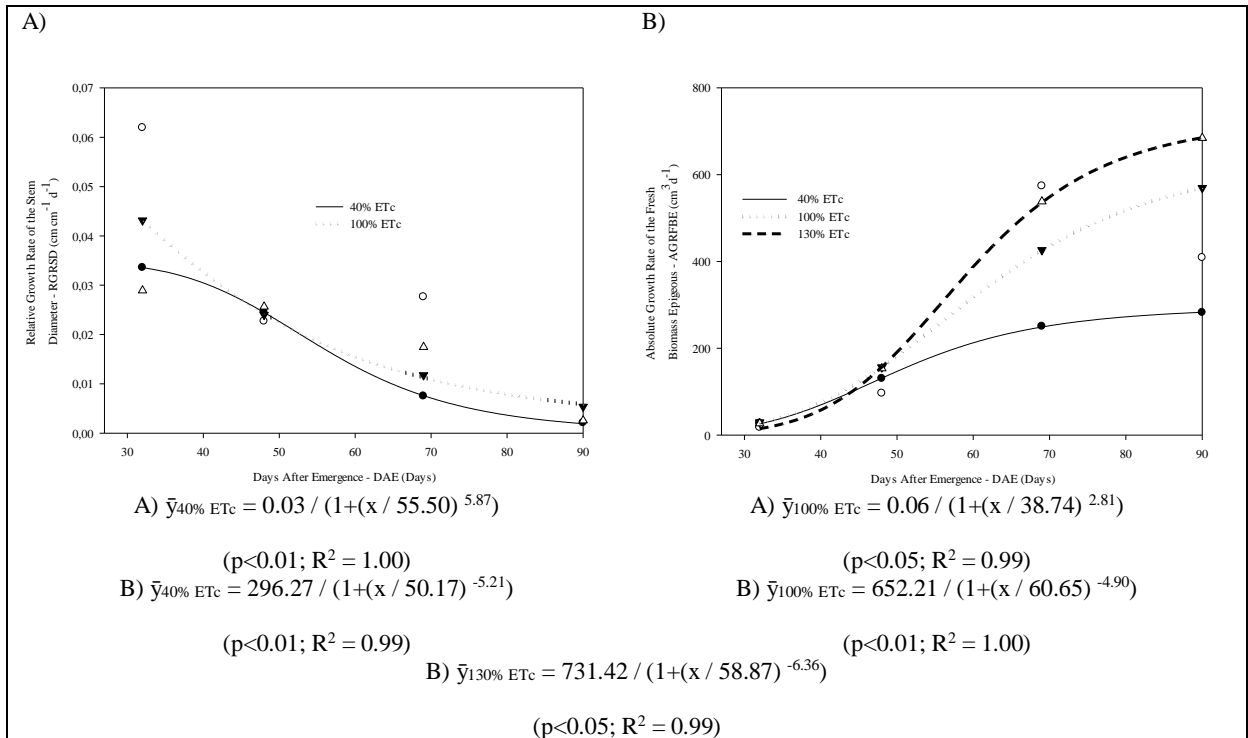 A)
B)
Relative Growth Rate of the Stem
Diameter - RGRSD (cm cm⁻¹ d⁻¹)
0,07
0,06
0,05
0,04
0,03
0,02
0,01
0,00
30 40 50 60 70 80 90
Days After Emergence - DAE (Days)
40% ETc
100% ETc
Absolute Growth Rate of the Fresh
Biomass Epigeous - AGRFBE (cm³d⁻¹)
800
600
400
200
0
30 40 50 60 70 80 90
Days After Emergence - DAE (Days)
40% ETc
100% ETc
130% ETc
A) ȳ40% ETc = 0.03 / (1+(x / 55.50) 5.87)
(p<0.01; R² = 1.00)
A) ȳ100% ETc = 0.06 / (1+(x / 38.74) 2.81)
(p<0.05; R² = 0.99)
B) ȳ40% ETc = 296.27 / (1+(x / 50.17) -5.21)
(p<0.01; R² = 0.99)
B) ȳ100% ETc = 652.21 / (1+(x / 60.65) -4.90)
(p<0.01; R² = 1.00)
B) ȳ130% ETc = 731.42 / (1+(x / 58.87) -6.36)
(p<0.05; R² = 0.99)